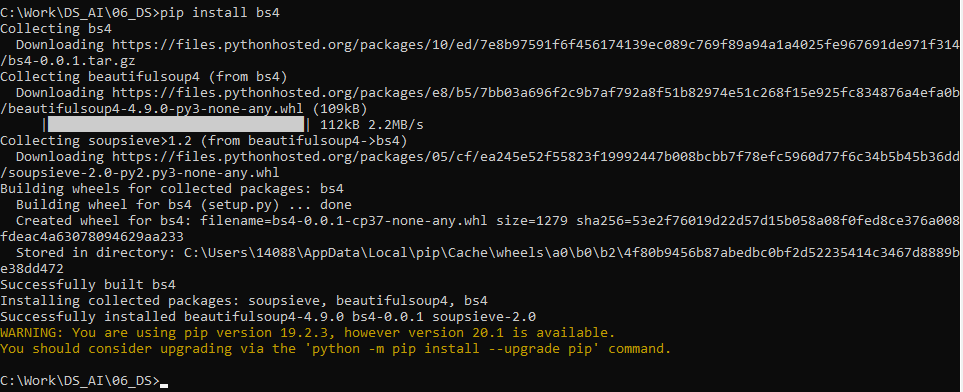 C:\Work\DS_AI\06_DS>pip install bs4
Collecting bs4
  Downloading https://files.pythonhosted.org/packages/10/ed/7e8b97591f6f456174139ec089c769f89a94a1a4025fe967691de971f314
/bs4-0.0.1.tar.gz
Collecting beautifulsoup4 (from bs4)
  Downloading https://files.pythonhosted.org/packages/e8/b5/7bb03a696f2c9b7af792a8f51b82974e51c268f15e925fc834876a4efa0b
/beautifulsoup4-4.9.0-py3-none-any.whl (109kB)
     |████████████████████████████████| 112kB 2.2MB/s
Collecting soupsieve>1.2 (from beautifulsoup4->bs4)
  Downloading https://files.pythonhosted.org/packages/05/cf/ea245e52f55823f19992447b008bcbb7f78efc5960d77f6c34b5b45b36dd
/soupsieve-2.0-py2.py3-none-any.whl
Building wheels for collected packages: bs4
  Building wheel for bs4 (setup.py) ... done
  Created wheel for bs4: filename=bs4-0.0.1-cp37-none-any.whl size=1279 sha256=53e2f76019d22d57d15b058a08f0fed8ce376a008
fdeac4a63078094629aa233
  Stored in directory: C:\Users\14088\AppData\Local\pip\Cache\wheels\a0\b0\b2\4f80b9456b87abedbc0bf2d52235414c3467d8889b
e38dd472
Successfully built bs4
Installing collected packages: soupsieve, beautifulsoup4, bs4
Successfully installed beautifulsoup4-4.9.0 bs4-0.0.1 soupsieve-2.0
WARNING: You are using pip version 19.2.3, however version 20.1 is available.
You should consider upgrading via the 'python -m pip install --upgrade pip' command.
C:\Work\DS_AI\06_DS>